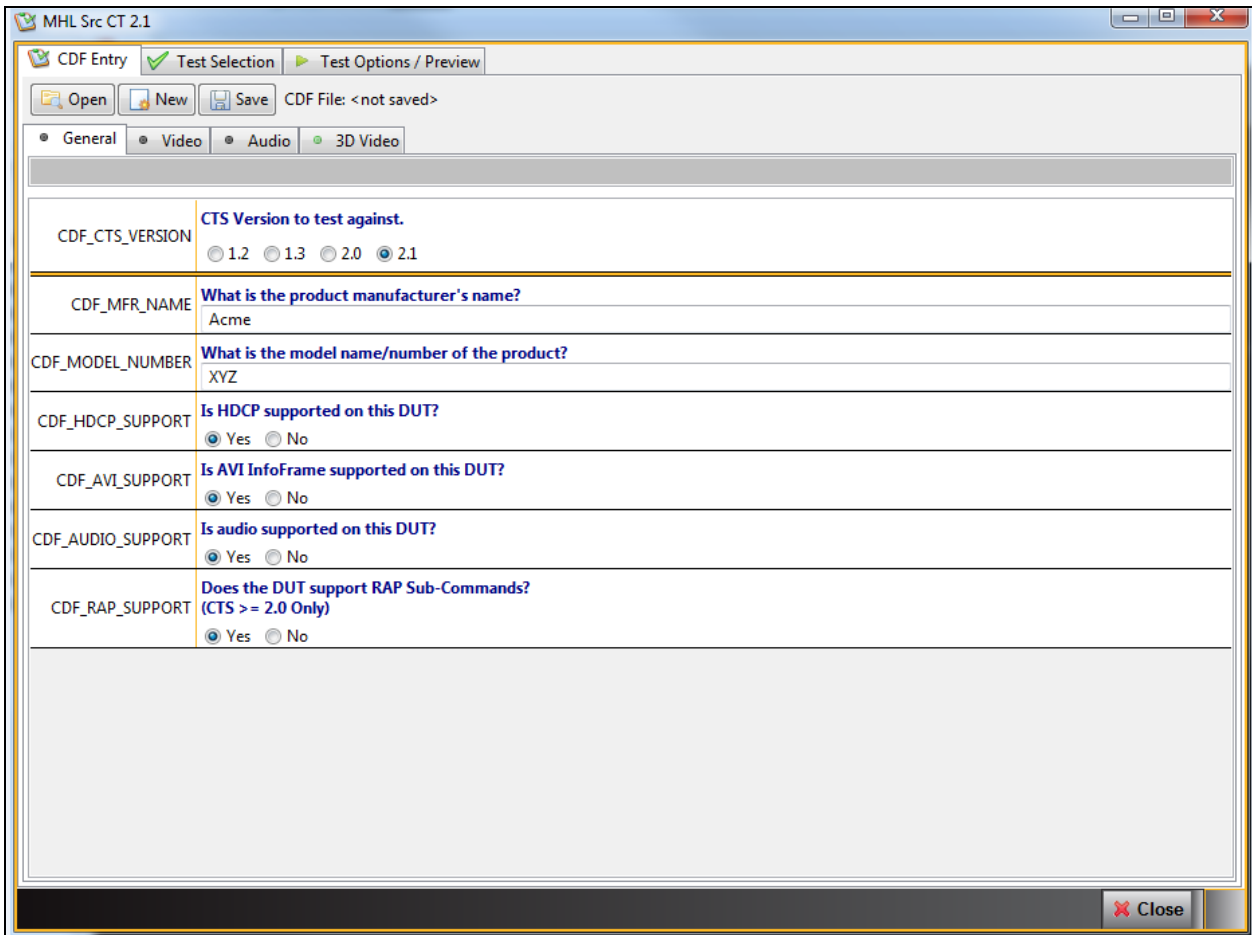 MHL Src CT 2.1
CDF Entry Test Selection Test Options / Preview
Open New Save CDF File: <not saved>
General Video Audio 3D Video
CTS Version to test against.
CDF_CTS_VERSION
1.2 1.3 2.0 2.1
What is the product manufacturer's name?
CDF_MFR_NAME
Acme
What is the model name/number of the product?
CDF_MODEL_NUMBER
XYZ
Is HDCP supported on this DUT?
CDF_HDCP_SUPPORT
Yes No
Is AVI InfoFrame supported on this DUT?
CDF_AVI_SUPPORT
Yes No
Is audio supported on this DUT?
CDF_AUDIO_SUPPORT
Yes No
Does the DUT support RAP Sub-Commands?
CDF_RAP_SUPPORT (CTS >= 2.0 Only)
Yes No
Close